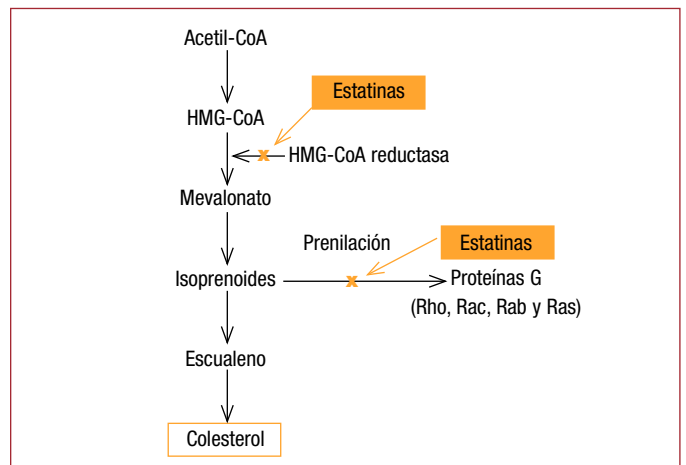 Acetil-CoA
Estatinas
HMG-CoA
HMG-CoA reductasa
Mevalonato
Prenilación
Estatinas
Isoprenoides
Proteínas G
(Rho, Rac, Rab y Ras)
Escualeno
Colesterol